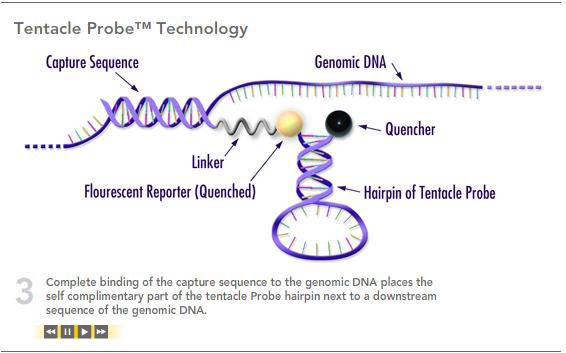 Tentacle Probe™ Technology
Capture Sequence
Genomic DNA
Quencher
Linker
Flourescent Reporter (Quenched)
Hairpin of Tentacle Probe
3
Complete binding of the capture sequence to the genomic DNA places the
self complimentary part of the tentacle Probe hairpin next to a downstream
sequence of the genomic DNA.